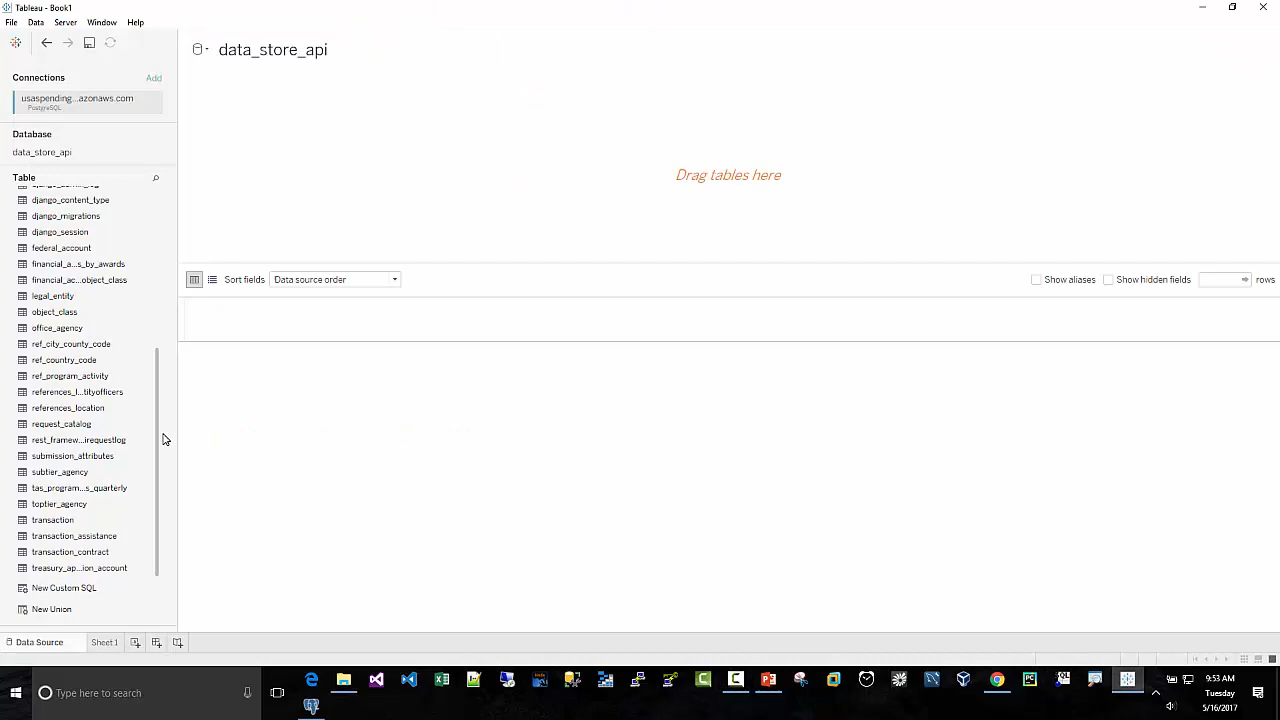 Tableau - Book1
File Data Server Window Help
data_store_api
Connections Add
usaspending...azonaws.com
PostgreSQL
Database
data_store_api
Table
Drag tables here
django_content_type
django_migrations
django_session
federal_account
financial_a...s_by_awards
financial_ac...object_class
Sort fields Data source order Show aliases Show hidden fields rows
legal_entity
object_class
office_agency
ref_city_county_code
ref_country_code
ref_program_activity
references_l...tityofficers
references_location
request_catalog
rest_framew...irequestlog
submission_attributes
subtier_agency
tas_program...s_quarterly
toptier_agency
transaction
transaction_assistance
transaction_contract
treasury_ap...ion_account
New Custom SQL
New Union
Data Source Sheet 1
Type here to search
9:53 AM
Tuesday
5/16/2017